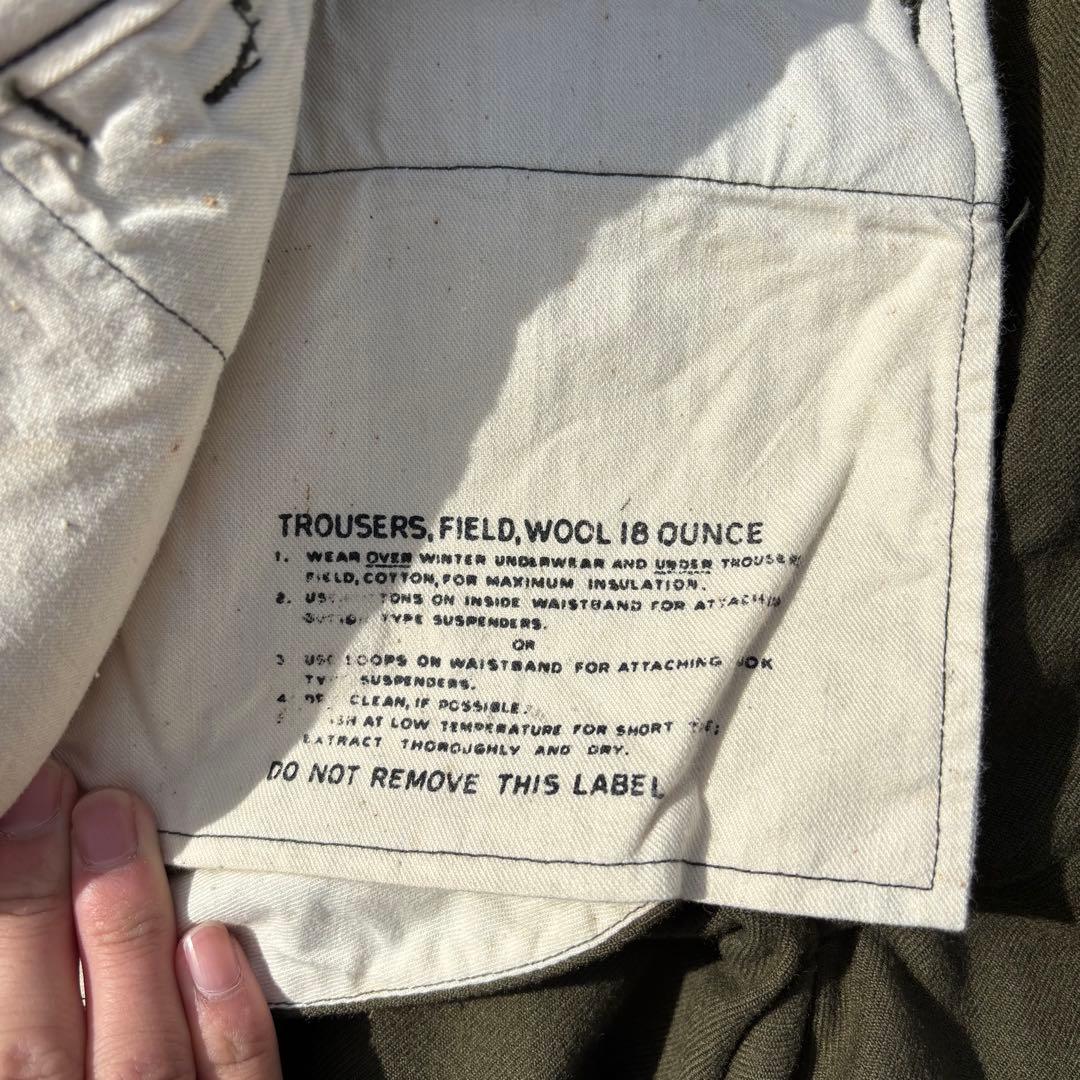 TROUSERS, FIELD, WOOL 18 OUNCE
1. WEAR OVER WINTER UNDERWEAR AND UNDER TROUSERS
FIELD, COTTON, FOR MAXIMUM INSULATION.
2. ON INSIDE WAISTBAND FOR
TYPE SUSPENDERS.
OR
3 USE LOOPS ON WAISTBAND FOR ATTACHING
SUSPENDERS.
4 CLEAN, IF POSSIBLE.
AT LOW TEMPERATURE FOR SHORT
EXTRACT THOROUGHLY AND DRY.
DO NOT REMOVE THIS LABEL